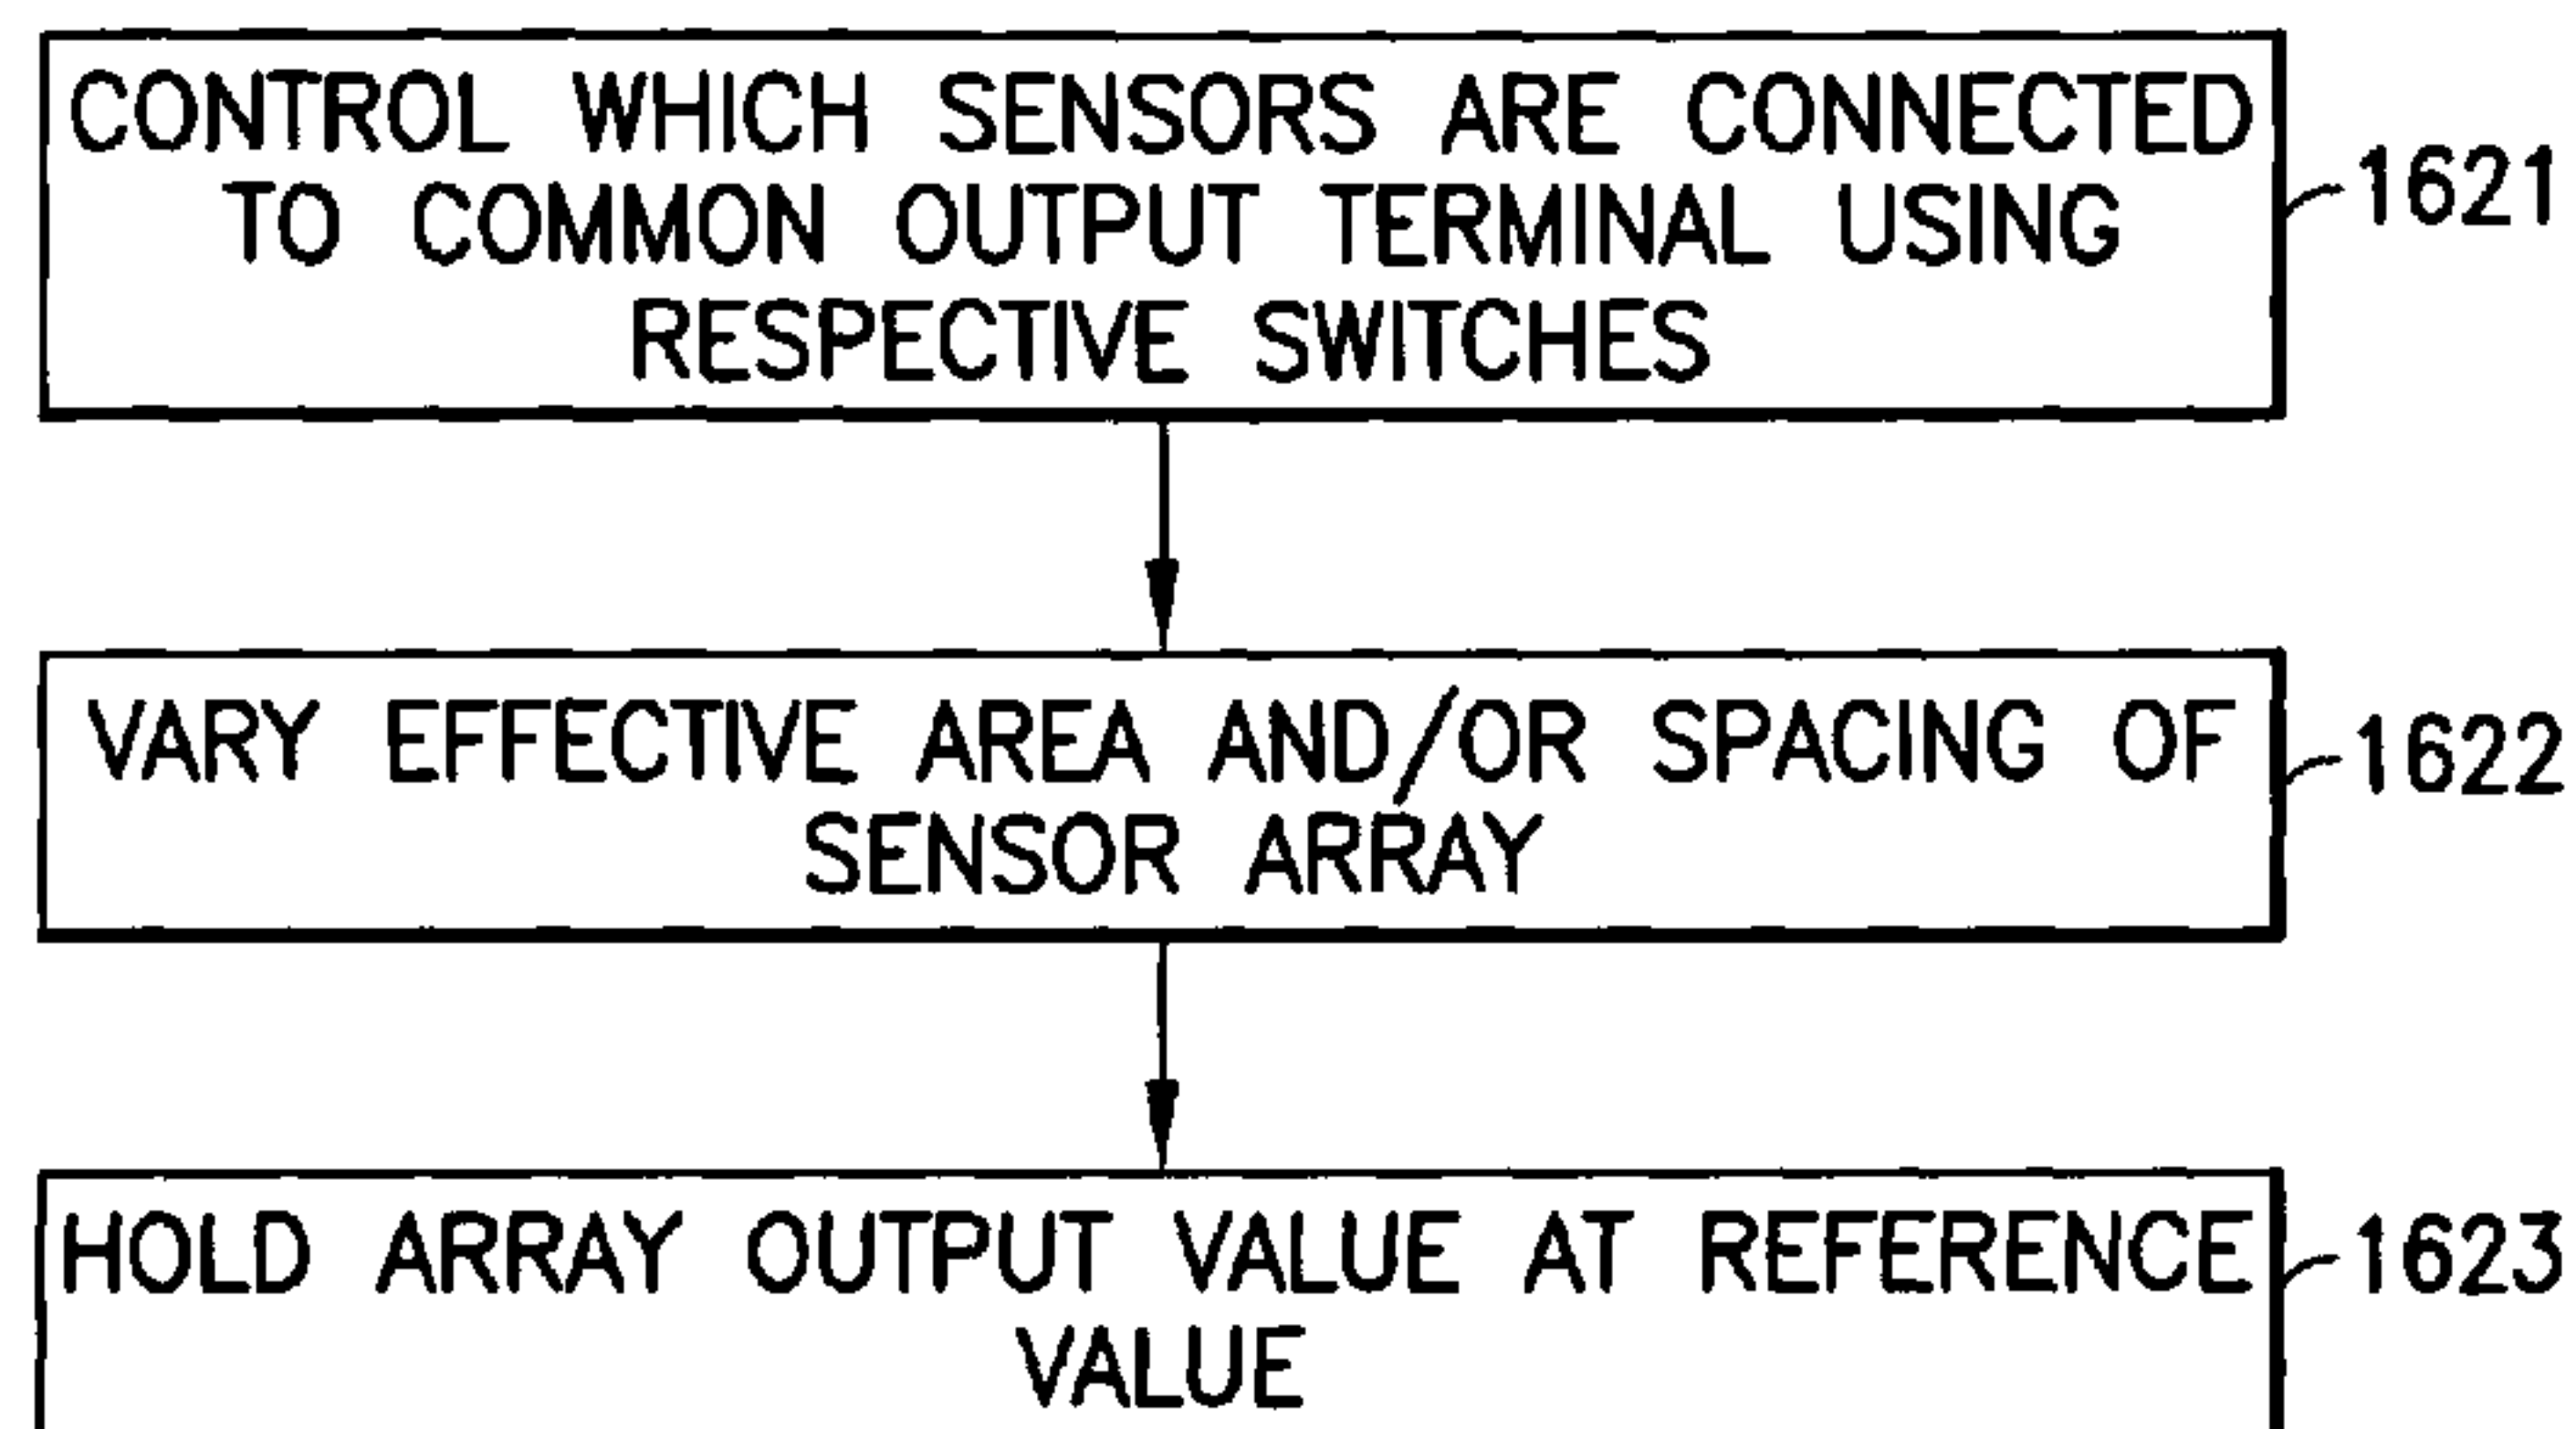 CONTROL WHICH SENSORS ARE CONNECTED
TO COMMON OUTPUT TERMINAL USING
RESPECTIVE SWITCHES
1621
VARY EFFECTIVE AREA AND/OR SPACING OF
SENSOR ARRAY
1622
HOLD ARRAY OUTPUT VALUE AT REFERENCE
VALUE
1623